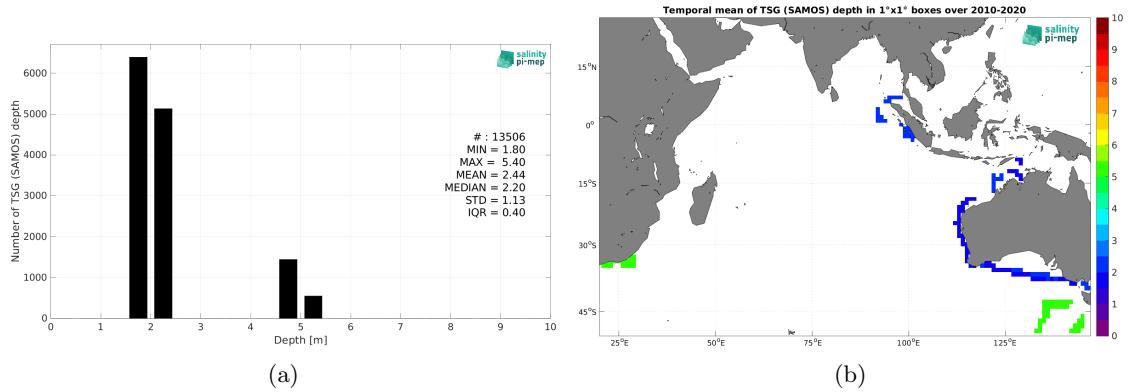 Number of TSG (SAMOS) depth
6000
5000
4000
3000
2000
1000
0
salinity
pi-mep
# : 13506
MIN = 1.80
MAX = 5.40
MEAN = 2.44
MEDIAN = 2.20
STD = 1.13
IQR = 0.40
0 1 2 3 4 5 6 7 8 9 10
Depth [m]
(a)
Temporal mean of TSG (SAMOS) depth in 1°x1° boxes over 2010-2020
salinity
pi-mep
15°N
0°
15°S
30°S
45°S
25°E 50°E 75°E 100°E 125°E
10
9
8
7
6
5
4
3
2
1
0
(b)